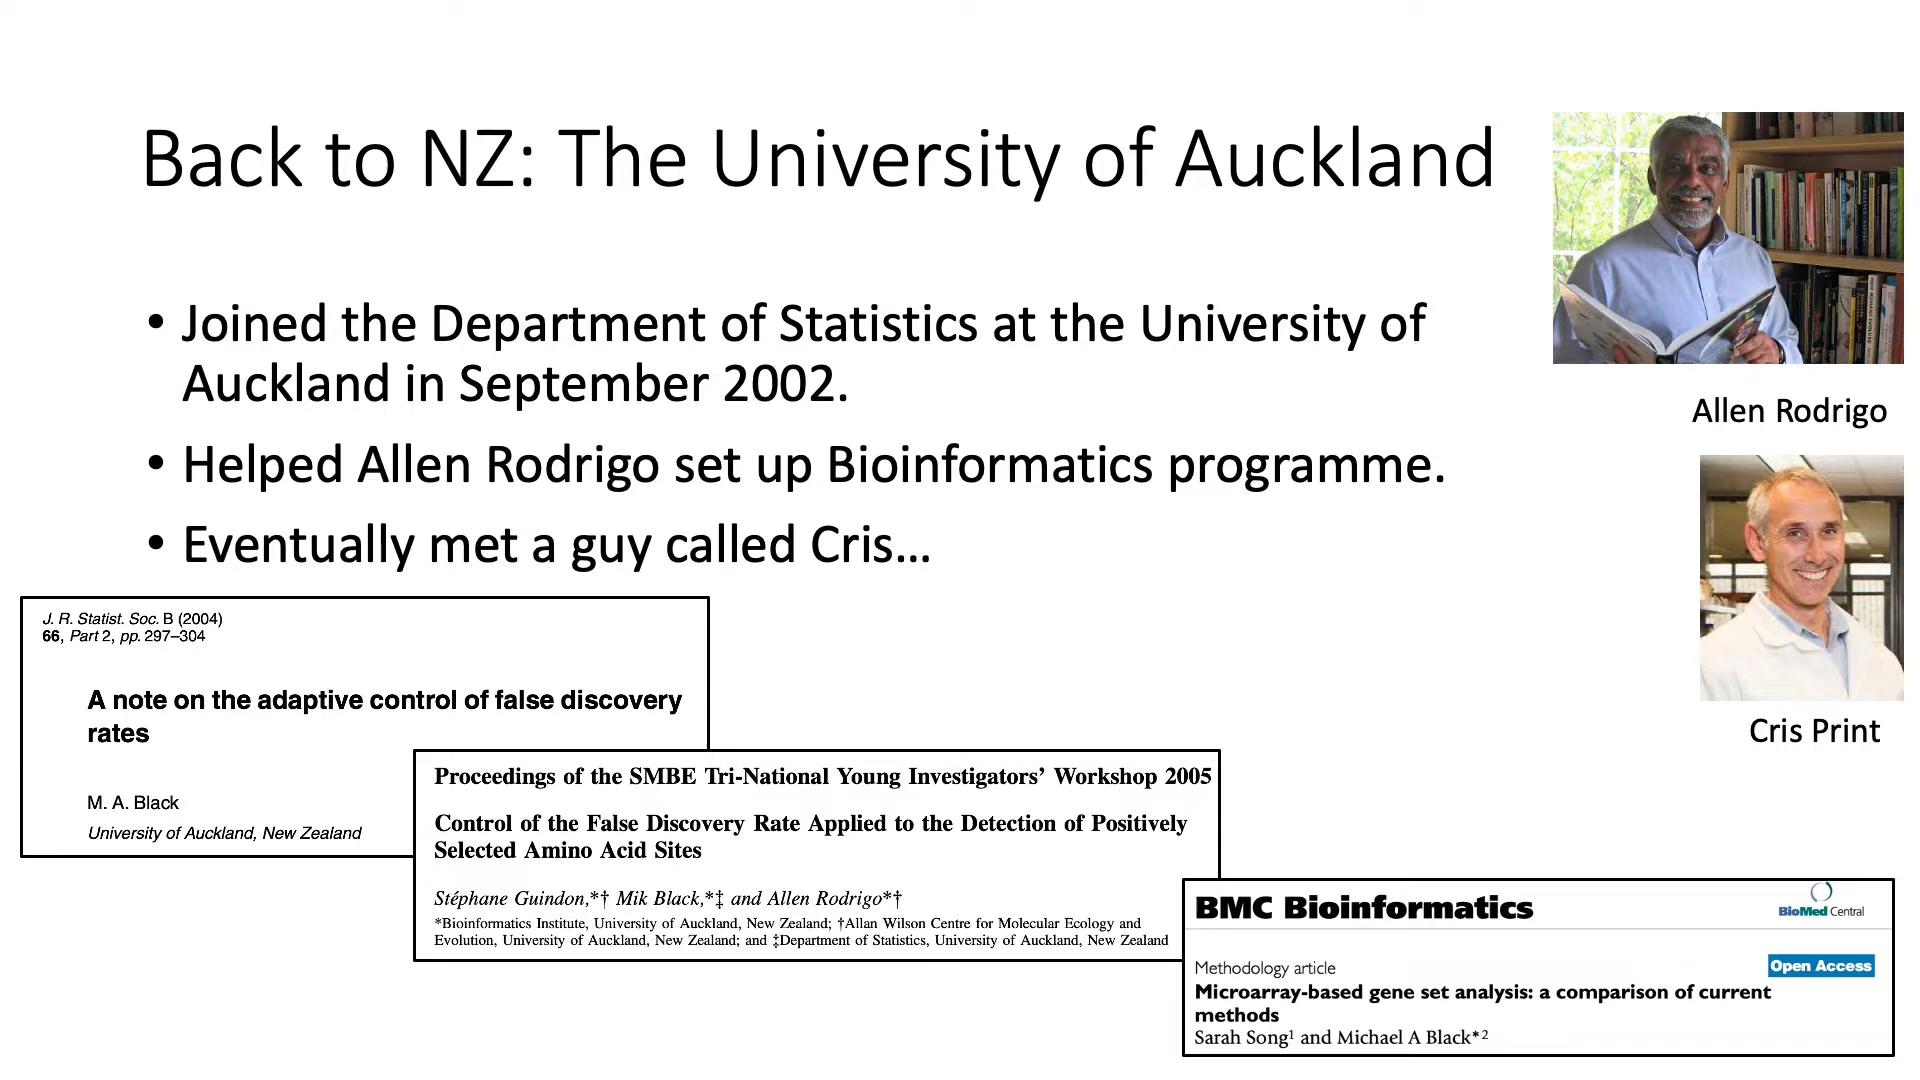 Back to NZ: The University of Auckland
• Joined the Department of Statistics at the University of
Auckland in September 2002.
• Helped Allen Rodrigo set up Bioinformatics programme.
• Eventually met a guy called Cris…
Allen Rodrigo
Cris Print
J. R. Statist. Soc. B (2004)
66, Part 2, pp. 297–304
A note on the adaptive control of false discovery
rates
M. A. Black
University of Auckland, New Zealand
Proceedings of the SMBE Tri-National Young Investigators’ Workshop 2005
Control of the False Discovery Rate Applied to the Detection of Positively
Selected Amino Acid Sites
Stéphane Guindon,*† Mik Black,*‡ and Allen Rodrigo*†
*Bioinformatics Institute, University of Auckland, New Zealand; †Allan Wilson Centre for Molecular Ecology and
Evolution, University of Auckland, New Zealand; and ‡Department of Statistics, University of Auckland, New Zealand
BMC Bioinformatics
BioMed Central
Methodology article
Open Access
Microarray-based gene set analysis: a comparison of current
methods
Sarah Song¹ and Michael A Black*²